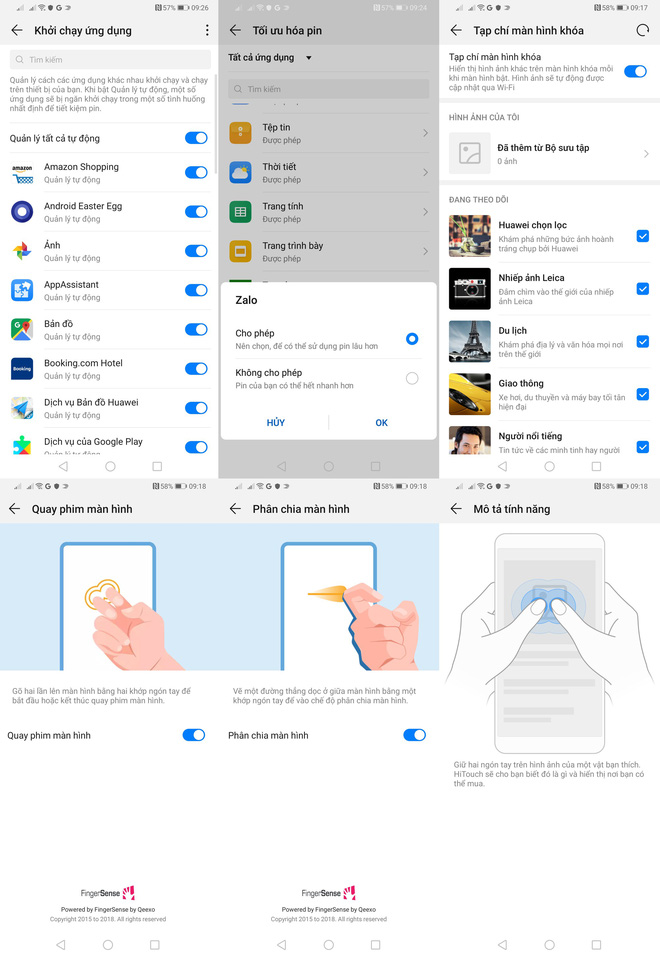 57% 09:26
Khởi chạy ứng dụng
Tìm kiếm
Quản lý cách các ứng dụng khác nhau khởi chạy và chạy
trên thiết bị của bạn. Khi bật Quản lý tự động, một số
ứng dụng sẽ bị ngăn khởi chạy trong một số tình huống
nhất định để tiết kiệm pin.
Quản lý tất cả tự động
amazon
Amazon Shopping
Quản lý tự động
Android Easter Egg
Quản lý tự động
Ảnh
Quản lý tự động
AppAssistant
Quản lý tự động
Bản đồ
Quản lý tự động
Booking
Booking.com Hotel
Quản lý tự động
Dịch vụ Bản đồ Huawei
Quản lý tự động
Dịch vụ của Google Play
Quản lý tự động
57% 09:24
Tối ưu hóa pin
Tất cả ứng dụng
Tìm kiếm
Tệp tin
Được phép
Thời tiết
Được phép
Trang tính
Được phép
Trang trình bày
Được phép
Zalo
Cho phép
Nên chọn, để có thể sử dụng pin lâu hơn
Không cho phép
Pin của bạn có thể hết nhanh hơn
HỦY
OK
58% 09:17
Tạp chí màn hình khóa
Tạp chí màn hình khóa
Hiển thị hình ảnh khác trên màn hình khóa mỗi
khi màn hình bật. Hình ảnh sẽ tự động được
cập nhật qua Wi-Fi
HÌNH ẢNH CỦA TÔI
Đã thêm từ Bộ sưu tập
0 ảnh
ĐANG THEO DÕI
Huawei chọn lọc
Khám phá những bức ảnh hoành
tráng chụp bởi Huawei
Nhiếp ảnh Leica
Đắm chìm vào thế giới của nhiếp
ảnh Leica
Du lịch
Khám phá địa lý và văn hóa mọi nơi
trên thế giới
Giao thông
Xe hơi, du thuyền và máy bay tối tân
hiện đại
Người nổi tiếng
Tin tức về các minh tinh hay người
58% 09:18
Quay phim màn hình
Gõ hai lần lên màn hình bằng hai khớp ngón tay để
bắt đầu hoặc kết thúc quay phim màn hình.
Quay phim màn hình
FingerSense
Powered by FingerSense by Qeexo
Copyright 2015 to 2018. All rights reserved
58% 09:18
Phân chia màn hình
Vẽ một đường thẳng dọc ở giữa màn hình bằng một
khớp ngón tay để vào chế độ phân chia màn hình.
Phân chia màn hình
FingerSense
Powered by FingerSense by Qeexo
Copyright 2015 to 2018. All rights reserved
58% 09:18
Mô tả tính năng
Giữ hai ngón tay trên hình ảnh của một vật bạn thích.
HiTouch sẽ cho bạn biết đó là gì và hiển thị nơi bạn có
thể mua.